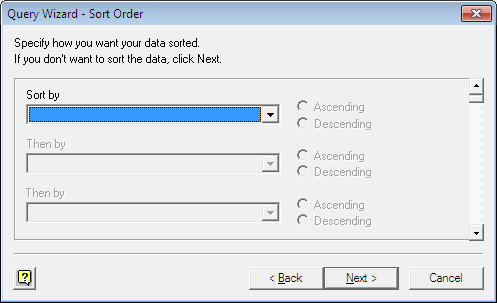 Query Wizard - Sort Order
Specify how you want your data sorted.
If you don't want to sort the data, click Next.
Sort by
Ascending
Descending
Then by
Ascending
Descending
Then by
Ascending
Descending
?
< Back
Next >
Cancel